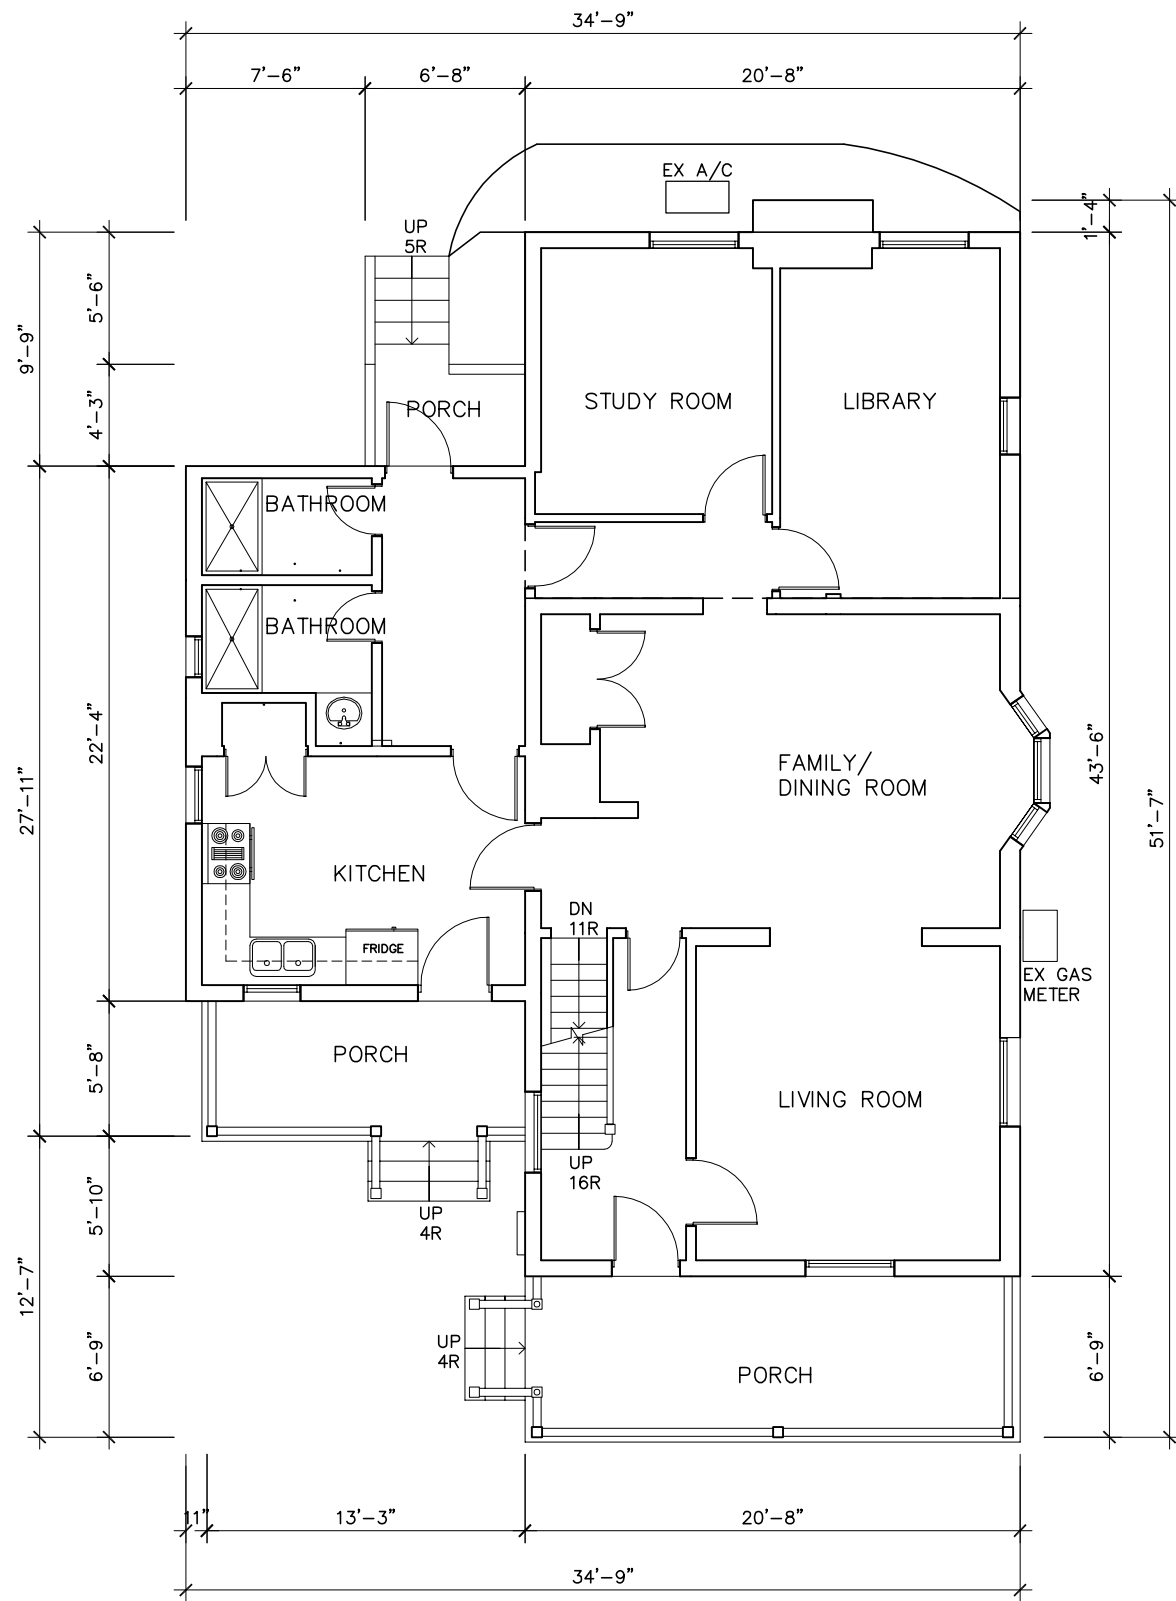 34'-9"
7'-6"
6'-8"
20'-8"
EX A/C
1'-4"
UP
5R
5'-6"
9'-9"
4'-3"
PORCH
STUDY ROOM
LIBRARY
BATHROOM
BATHROOM
22'-4"
27'-11"
FAMILY/
DINING ROOM
43'-6"
51'-7"
KITCHEN
DN
11R
FRIDGE
EX GAS
METER
PORCH
5'-8"
LIVING ROOM
UP
16R
5'-10"
UP
4R
12'-7"
UP
4R
6'-9"
PORCH
6'-9"
11"
13'-3"
20'-8"
34'-9"